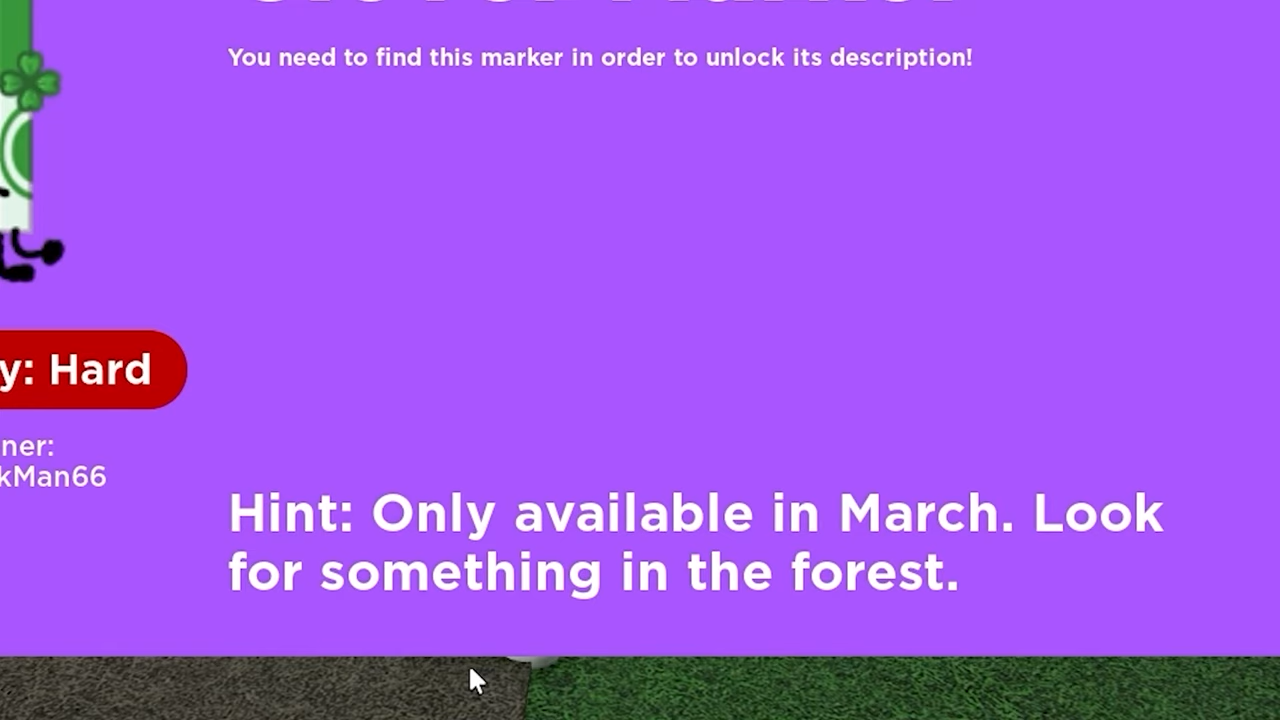 You need to find this marker in order to unlock its description!
y: Hard
ner:
kMan66
Hint: Only available in March. Look
for something in the forest.